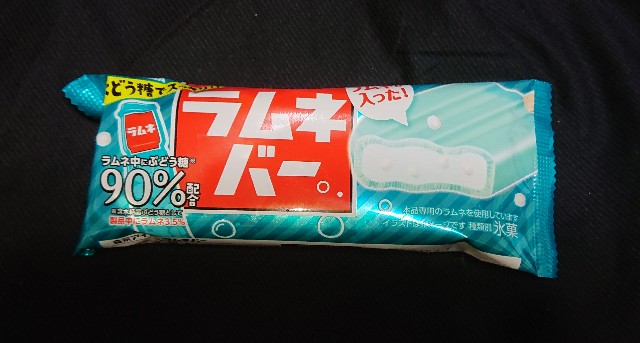 ぶどう糖で
ラムネ
バー。
入った!
ラムネ
ラムネ中にぶどう糖※
90%配合
製品中にラムネ3.5%
本品専用のラムネを使用しています
イラストはイメージです 種類別 氷菓